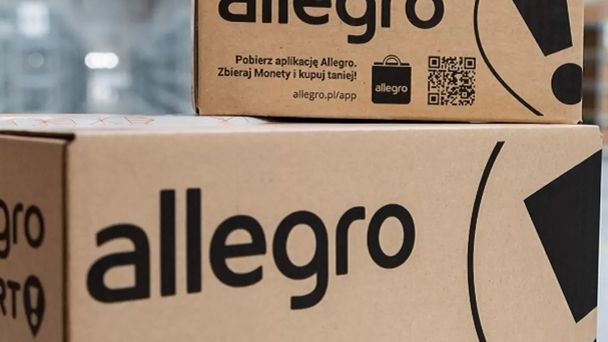 allegro
Pobierz aplikację Allegro.
Zbieraj Monety i kupuj taniej!
allegro.pl/app
allegro
allegro